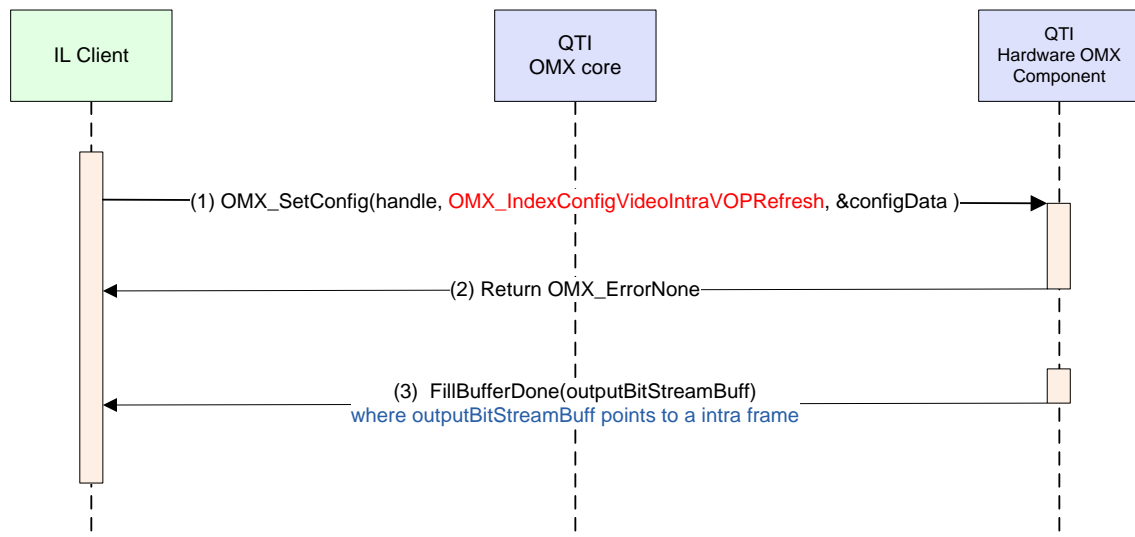 IL Client
QTI
OMX core
QTI
Hardware OMX
Component
(1) OMX_SetConfig(handle, OMX_IndexConfigVideoIntraVOPRefresh, &configData )
(2) Return OMX_ErrorNone
(3) FillBufferDone(outputBitStreamBuff)
where outputBitStreamBuff points to a intra frame